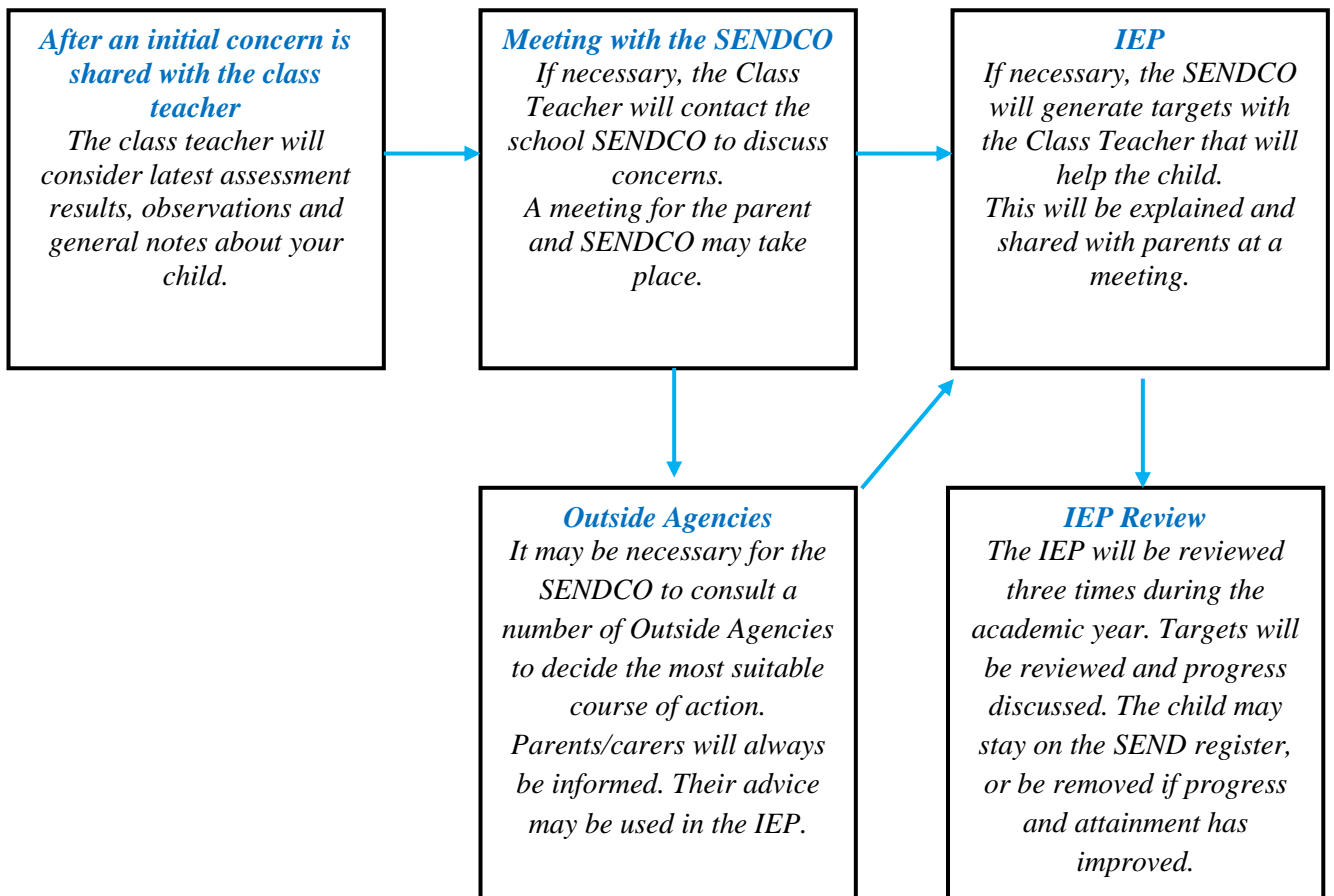 After an initial concern is
shared with the class
teacher
The class teacher will
consider latest assessment
results, observations and
general notes about your
child.
Meeting with the SENDCO
If necessary, the Class
Teacher will contact the
school SENDCO to discuss
concerns.
A meeting for the parent
and SENDCO may take
place.
IEP
If necessary, the SENDCO
will generate targets with
the Class Teacher that will
help the child.
This will be explained and
shared with parents at a
meeting.
Outside Agencies
It may be necessary for the
SENDCO to consult a
number of Outside Agencies
to decide the most suitable
course of action.
Parents/carers will always
be informed. Their advice
may be used in the IEP.
IEP Review
The IEP will be reviewed
three times during the
academic year. Targets will
be reviewed and progress
discussed. The child may
stay on the SEND register,
or be removed if progress
and attainment has
improved.